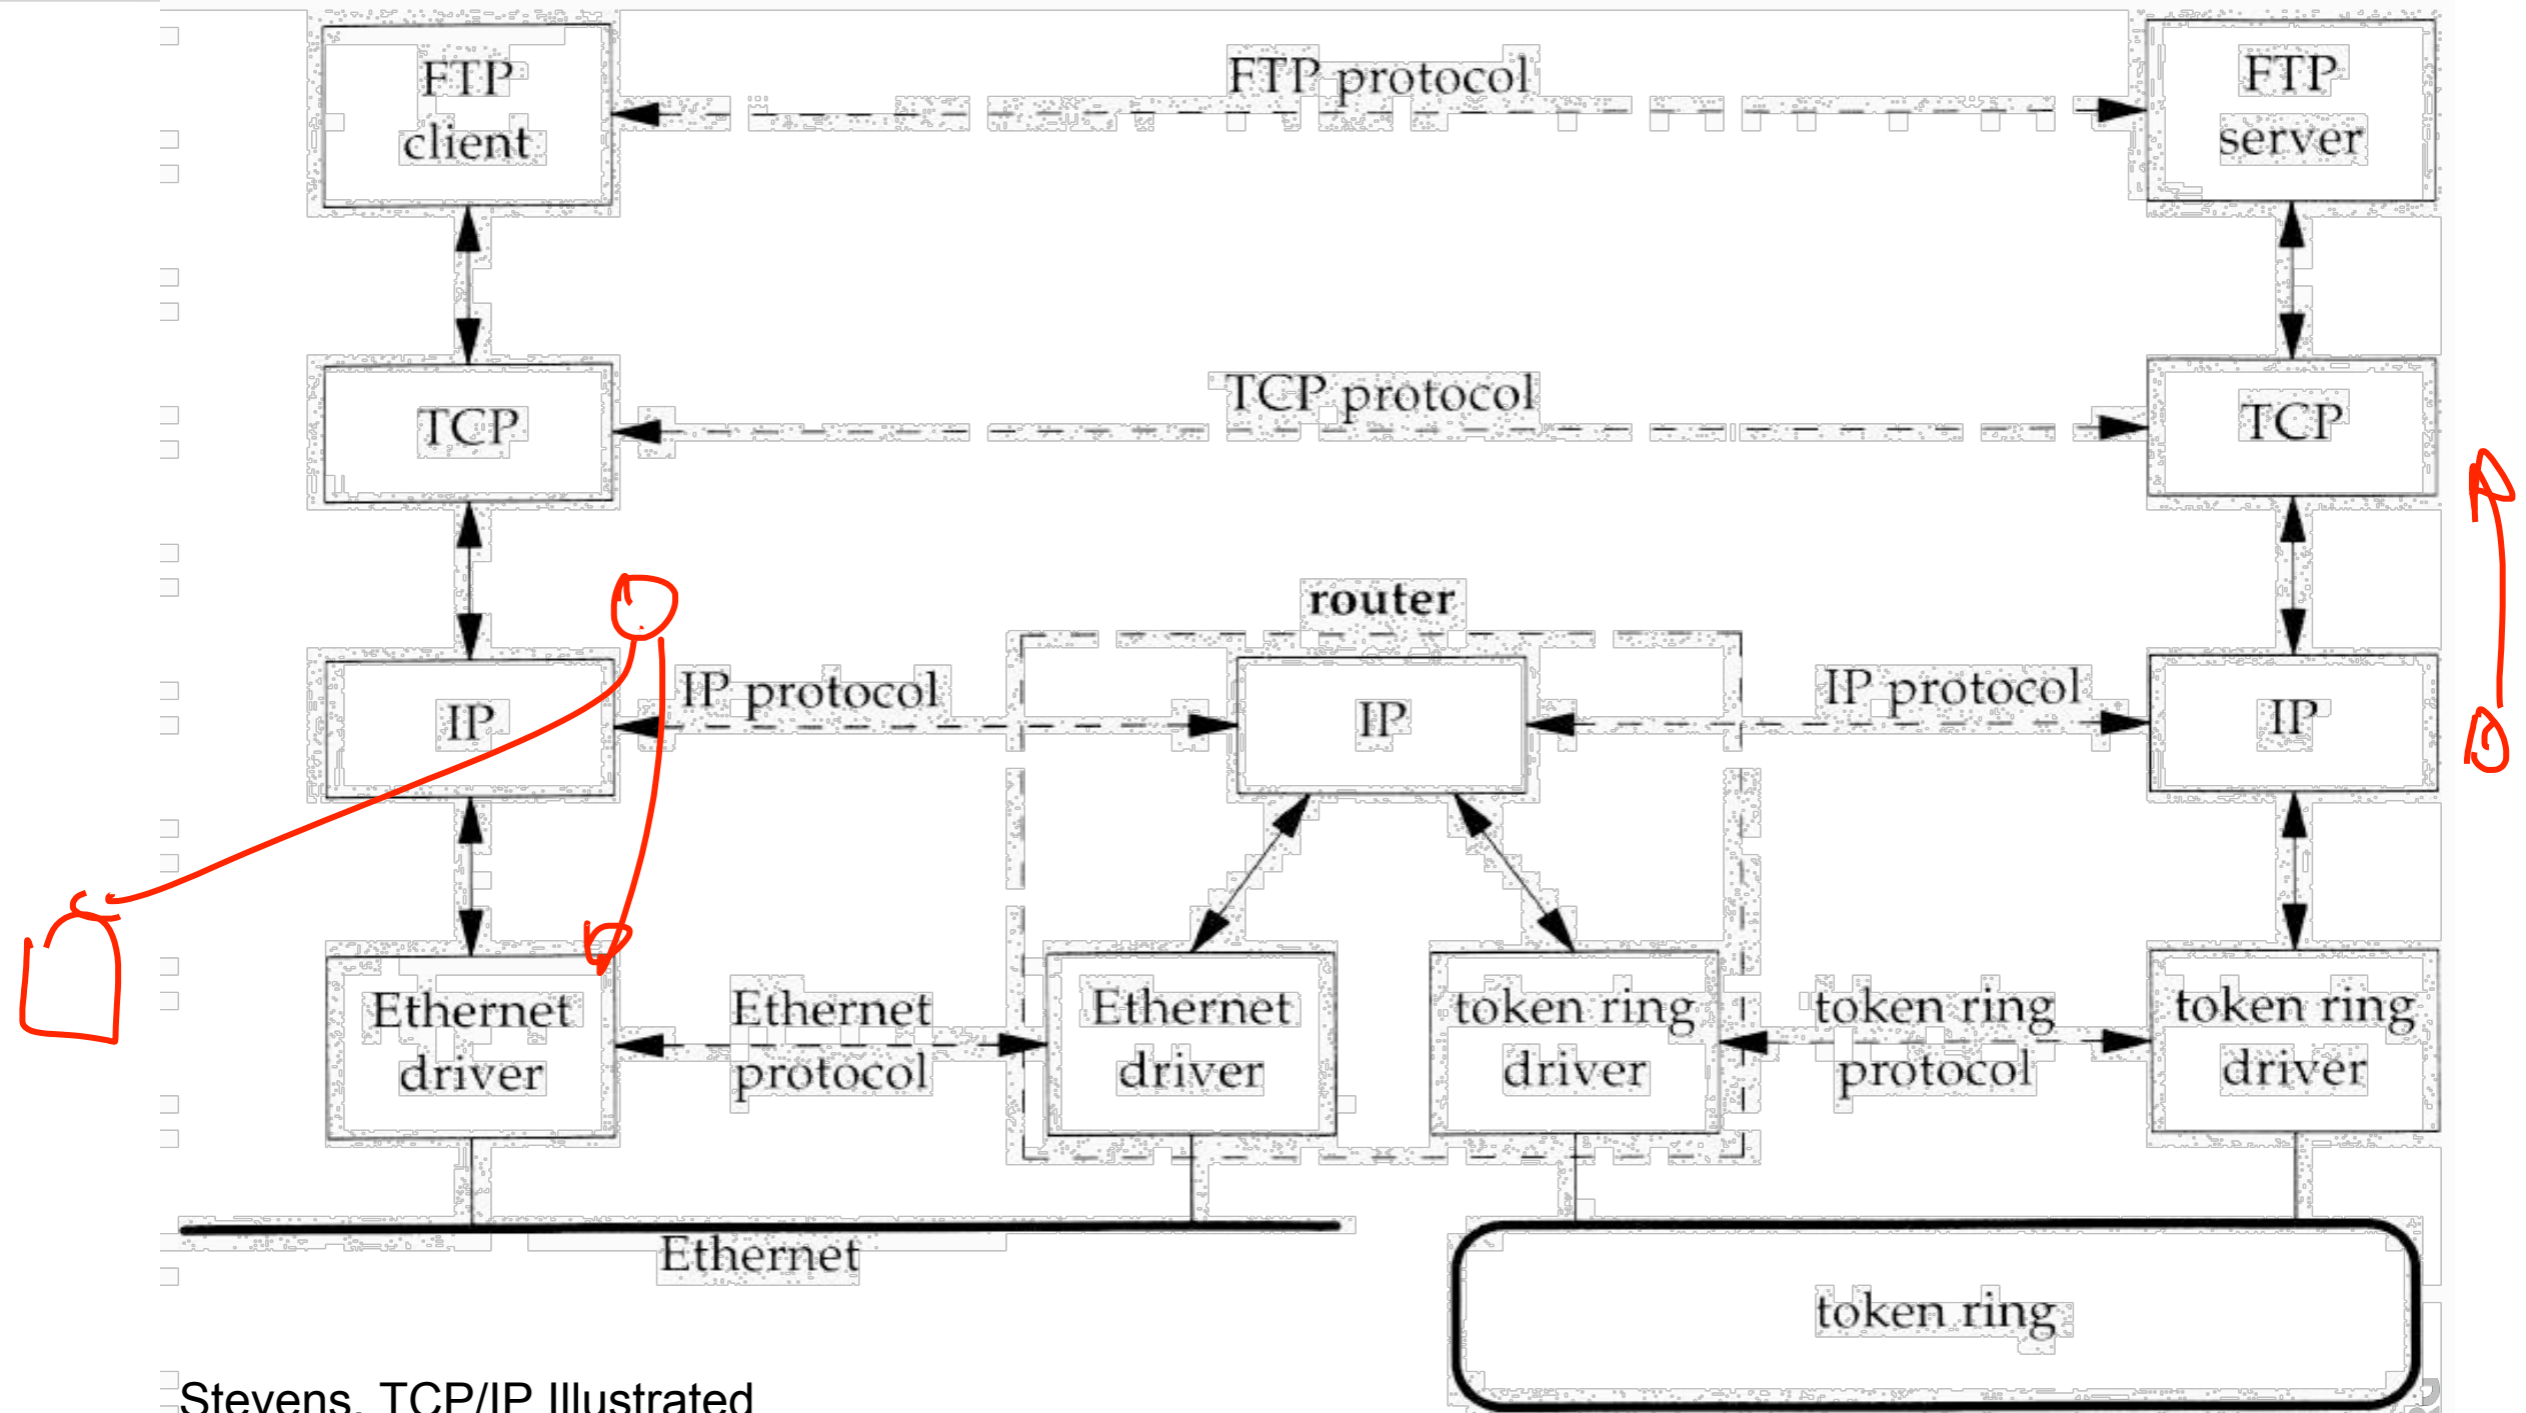 FTP
client
FTP protocol
FTP
server
TCP
TCP protocol
TCP
router
IP
IP protocol
IP
IP protocol
IP
Ethernet
driver
Ethernet
protocol
Ethernet
driver
token ring
driver
token ring
protocol
token ring
driver
Ethernet
token ring
Stevens, TCP/IP Illustrated